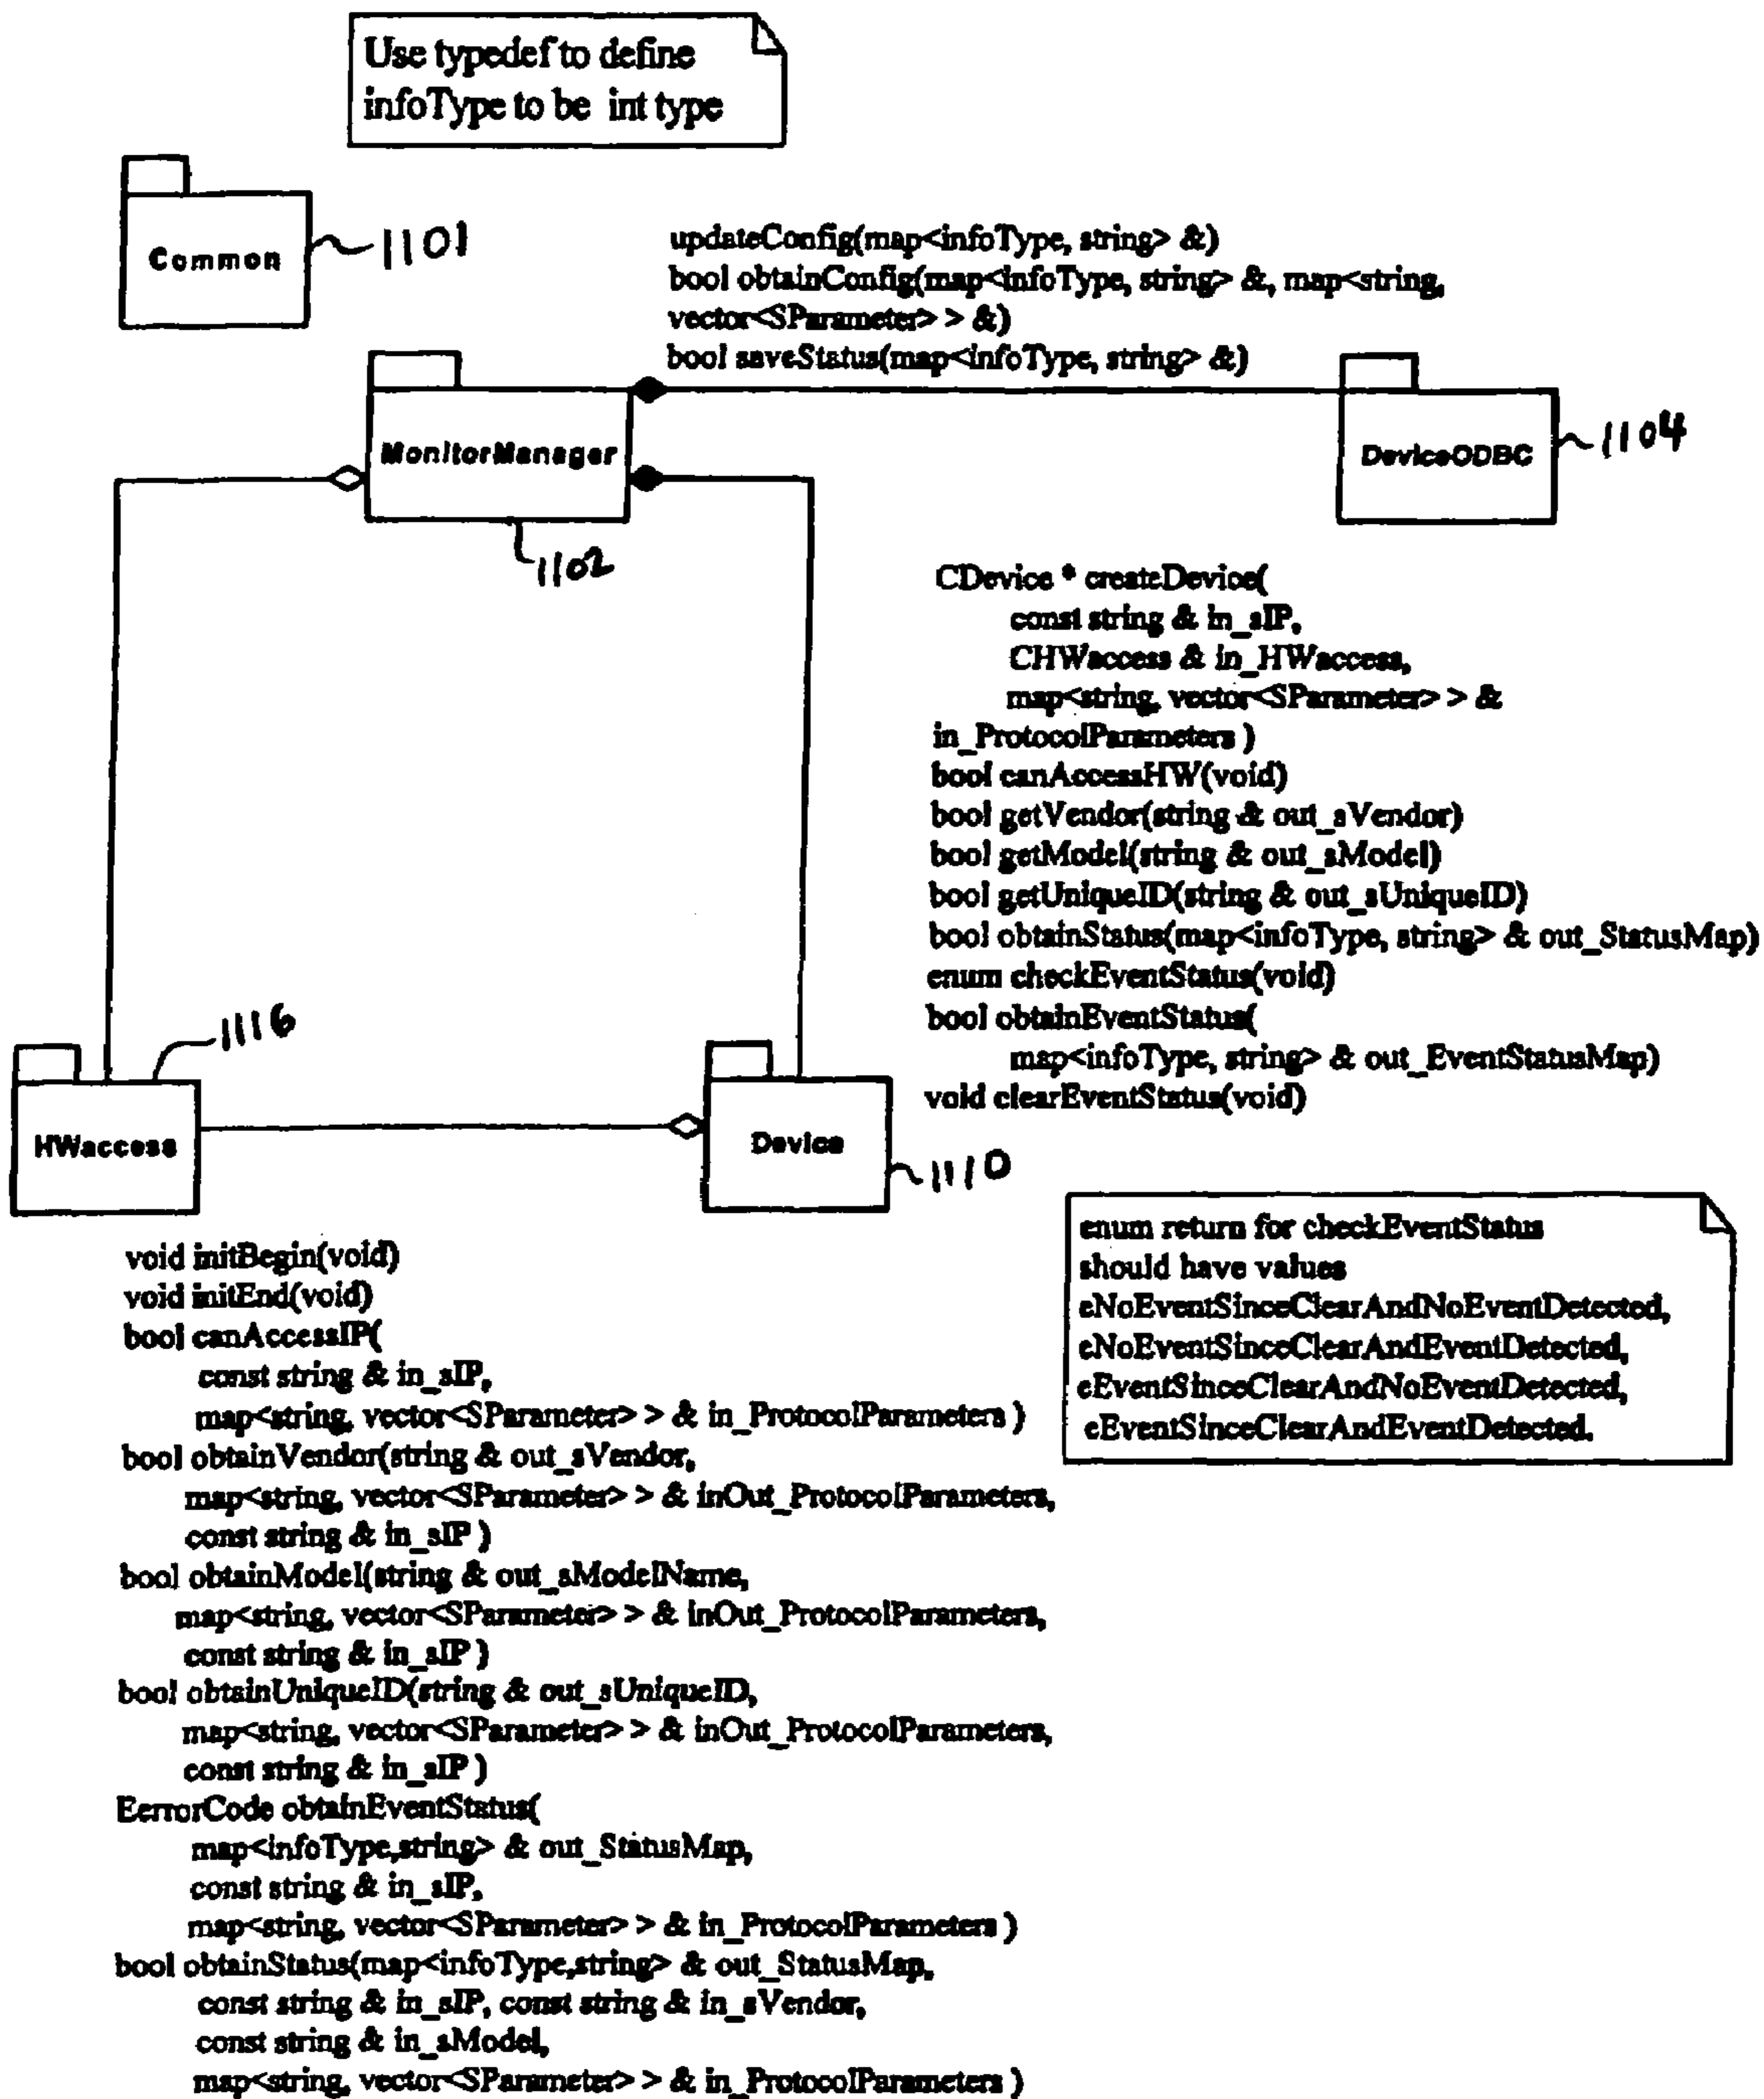 Use typedef to define
infoType to be int type
Common
1101
updateConfig(map<infoType, string> &)
bool obtainConfig(map<infoType, string> &, map<string,
vector<SParameter> > &)
bool saveStatus(map<infoType, string> &)
MonitorManager
1102
DeviceODBC
1104
CDevice * createDevice(
const string & in_sIP,
CHWaccess & in_HWaccess,
map<string, vector<SParameter> > &
in_ProtocolParameters )
bool canAccessHW(void)
bool getVendor(string & out_sVendor)
bool getModel(string & out_sModel)
bool getUniqueID(string & out_sUniqueID)
bool obtainStatus(map<infoType, string> & out_StatusMap)
enum checkEventStatus(void)
bool obtainEventStatus(
map<infoType, string> & out_EventStatusMap)
void clearEventStatus(void)
1116
HWaccess
Device
1110
enum return for checkEventStatus
should have values
eNoEventSinceClearAndNoEventDetected,
eNoEventSinceClearAndEventDetected,
eEventSinceClearAndNoEventDetected,
eEventSinceClearAndEventDetected.
void initBegin(void)
void initEnd(void)
bool canAccessIP(
const string & in_sIP,
map<string, vector<SParameter> > & in_ProtocolParameters )
bool obtainVendor(string & out_sVendor,
map<string, vector<SParameter> > & inOut_ProtocolParameters,
const string & in_sIP )
bool obtainModel(string & out_sModelName,
map<string, vector<SParameter> > & inOut_ProtocolParameters,
const string & in_sIP )
bool obtainUniqueID(string & out_sUniqueID,
map<string, vector<SParameter> > & inOut_ProtocolParameters,
const string & in_sIP )
EerrorCode obtainEventStatus(
map<infoType,string> & out_StatusMap,
const string & in_sIP,
map<string, vector<SParameter> > & in_ProtocolParameters )
bool obtainStatus(map<infoType,string> & out_StatusMap,
const string & in_sIP, const string & in_sVendor,
const string & in_sModel,
map<string, vector<SParameter> > & in_ProtocolParameters )